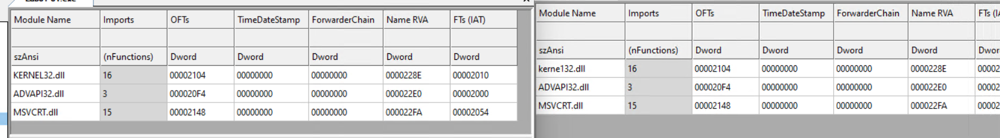 Module Name Imports OFTs TimeDateStamp ForwarderChain Name RVA FTs (IAT)
szAnsi (nFunctions) Dword Dword Dword Dword Dword
KERNEL32.dll 16 00002104 00000000 00000000 0000228E 00002010
ADVAPI32.dll 3 000020F4 00000000 00000000 000022E0 00002000
MSVCRT.dll 15 00002148 00000000 00000000 000022FA 00002054
Module Name Imports OFTs TimeDateStamp ForwarderChain Name RVA FTs (IA
szAnsi (nFunctions) Dword Dword Dword Dword Dwor
kerne132.dll 16 00002104 00000000 00000000 0000228E 00002
ADVAPI32.dll 3 000020F4 00000000 00000000 000022E0 00002
MSVCRT.dll 15 00002148 00000000 00000000 000022FA 00002